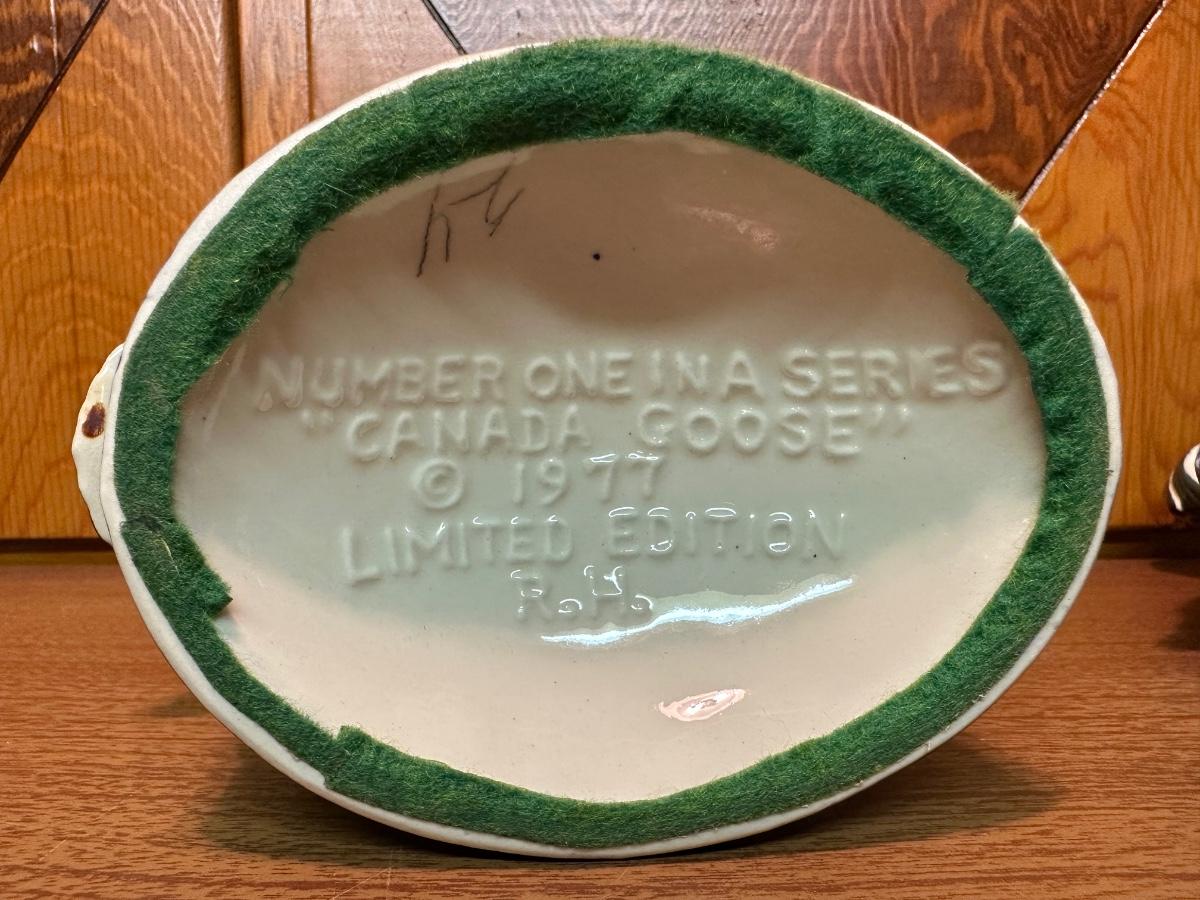 NUMBER ONE IN A SERIES
"CANADA GOOSE"
© 1977
LIMITED EDITION
R.H.